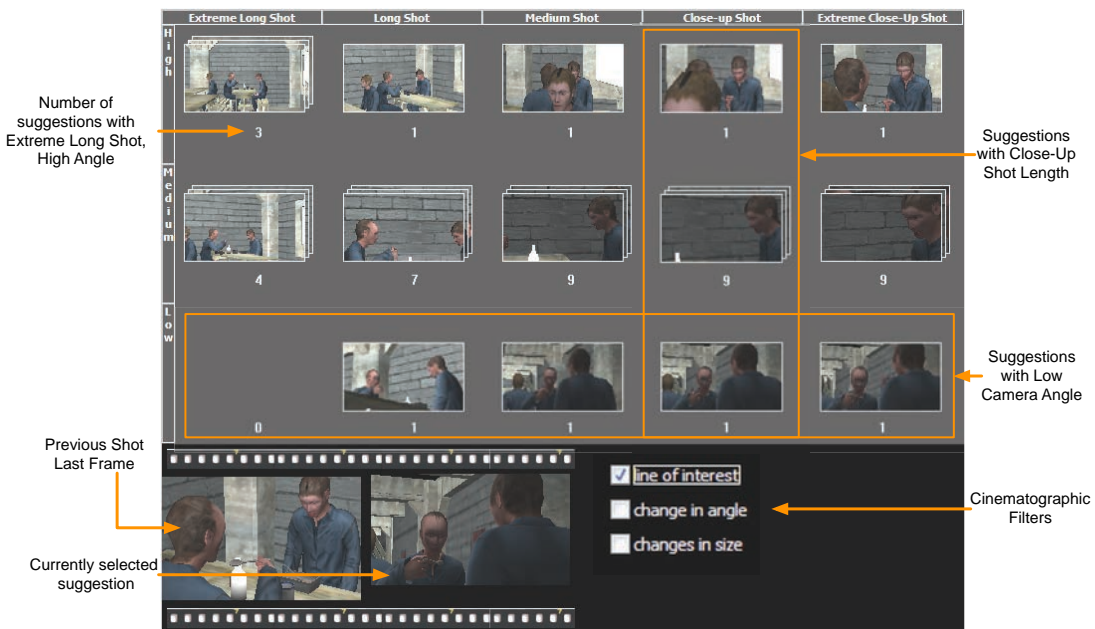 Extreme Long Shot
Long Shot
Medium Shot
Close-up Shot
Extreme Close-Up Shot
High
3
1
1
1
1
Number of
suggestions with
Extreme Long Shot,
High Angle
Suggestions
with Close-Up
Shot Length
Medium
4
7
9
9
9
Low
0
1
1
1
1
Suggestions
with Low
Camera Angle
Previous Shot
Last Frame
Currently selected
suggestion
line of interest
change in angle
changes in size
Cinematographic
Filters